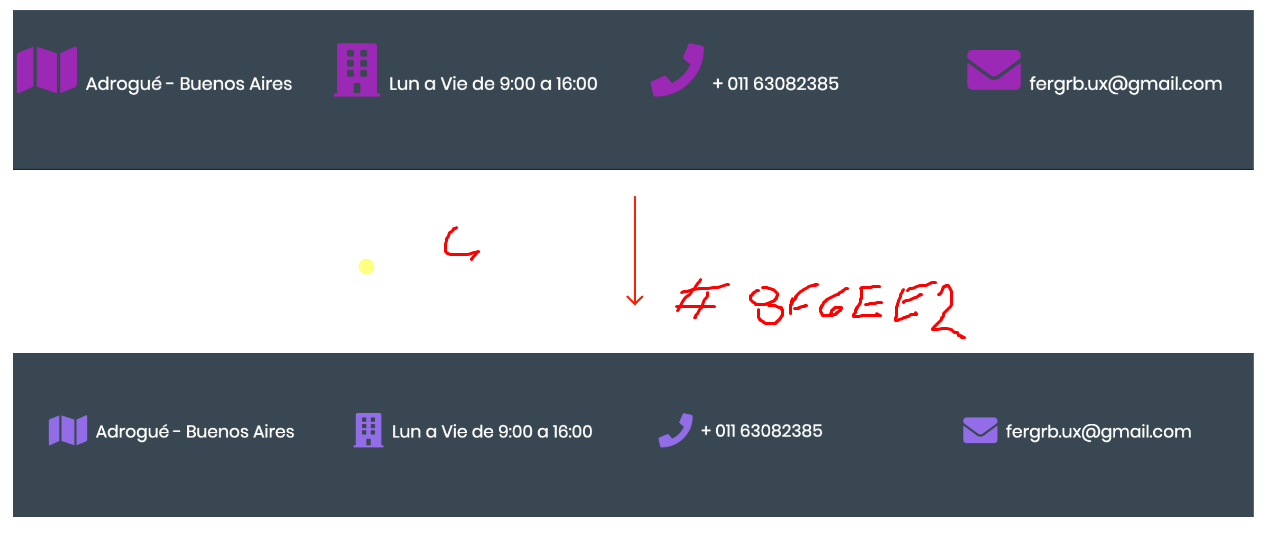 Adrogué - Buenos Aires
Lun a Vie de 9:00 a 16:00
+ 011 63082385
fergrb.ux@gmail.com
# 8F6EE2
Adrogué - Buenos Aires
Lun a Vie de 9:00 a 16:00
+ 011 63082385
fergrb.ux@gmail.com